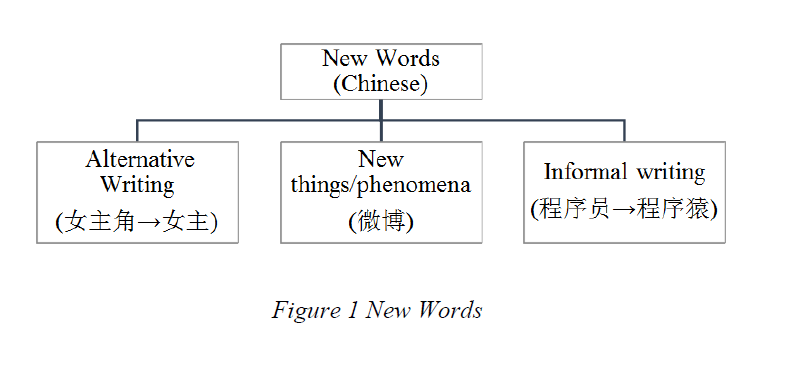 New Words
(Chinese)
Alternative
Writing
(女主角→女主)
New
things/phenomena
(微博)
Informal writing
(程序员→程序猿)
Figure 1 New Words